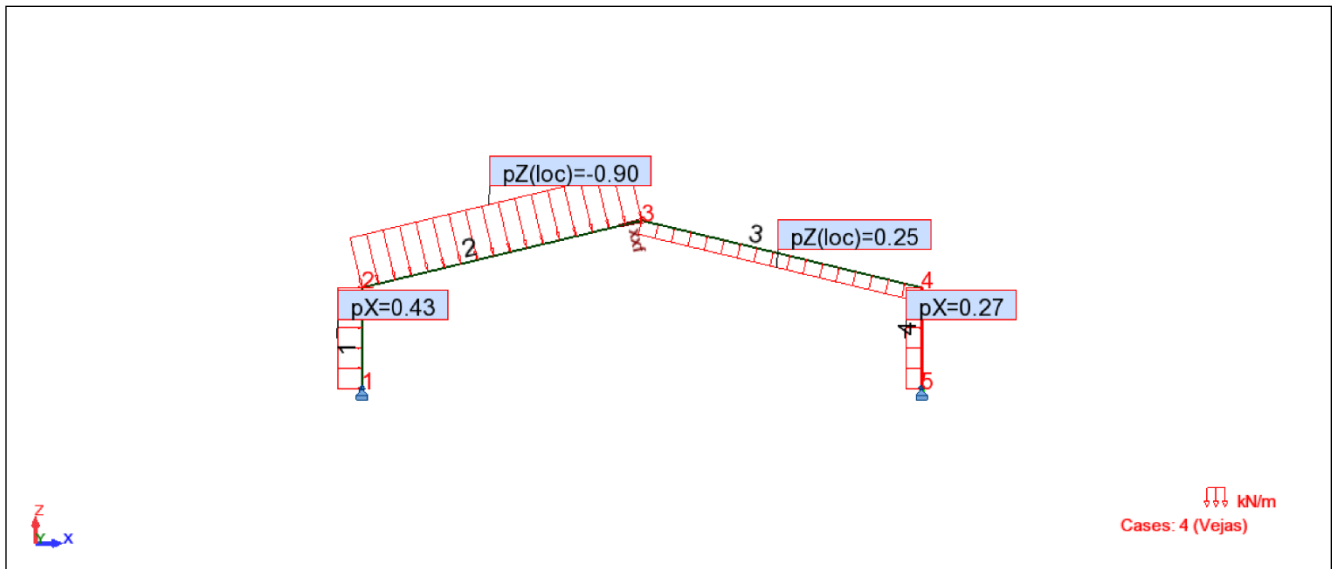 pZ(loc)=-0.90
3
3
xxf
pZ(loc)=0.25
2
2
4
pX=0.43
pX=0.27
1
4
1
5
Z
Y
X
kN/m
Cases: 4 (Vejas)